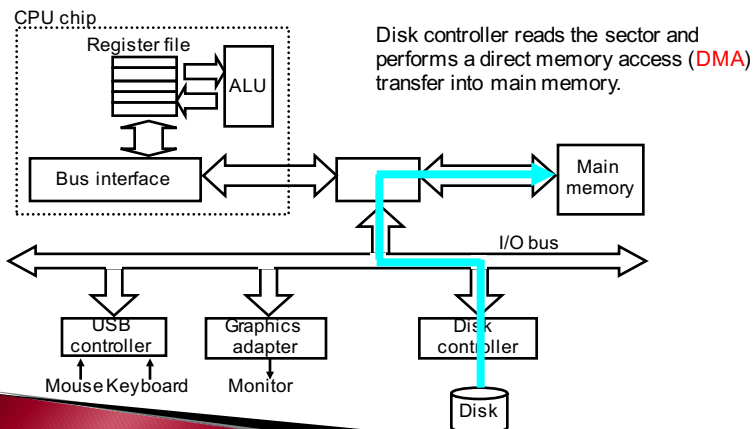 CPU chip
Register file
ALU
Disk controller reads the sector and
performs a direct memory access (DMA)
transfer into main memory.
Bus interface
Main
memory
I/O bus
USB
controller
Graphics
adapter
Disk
controller
Mouse Keyboard
Monitor
Disk